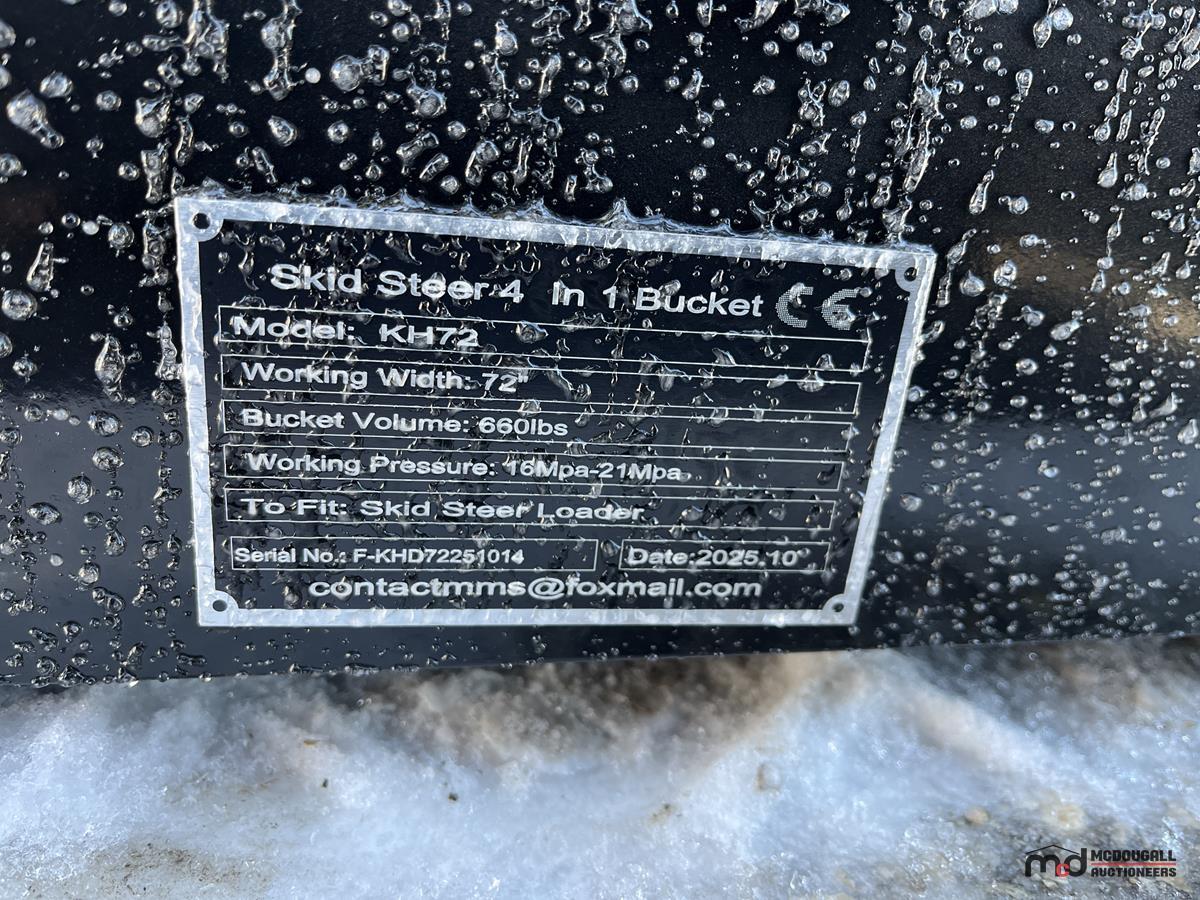 Skid Steer 4 In 1 Bucket CE
Model: KH72
Working Width: 72"
Bucket Volume: 660lbs
Working Pressure: 16Mpa-21Mpa
To Fit: Skid Steer Loader
Serial No.: F-KHD72251014 Date:2025.10
contactmms@foxmail.com
md MCDOUGALL
AUCTIONEERS